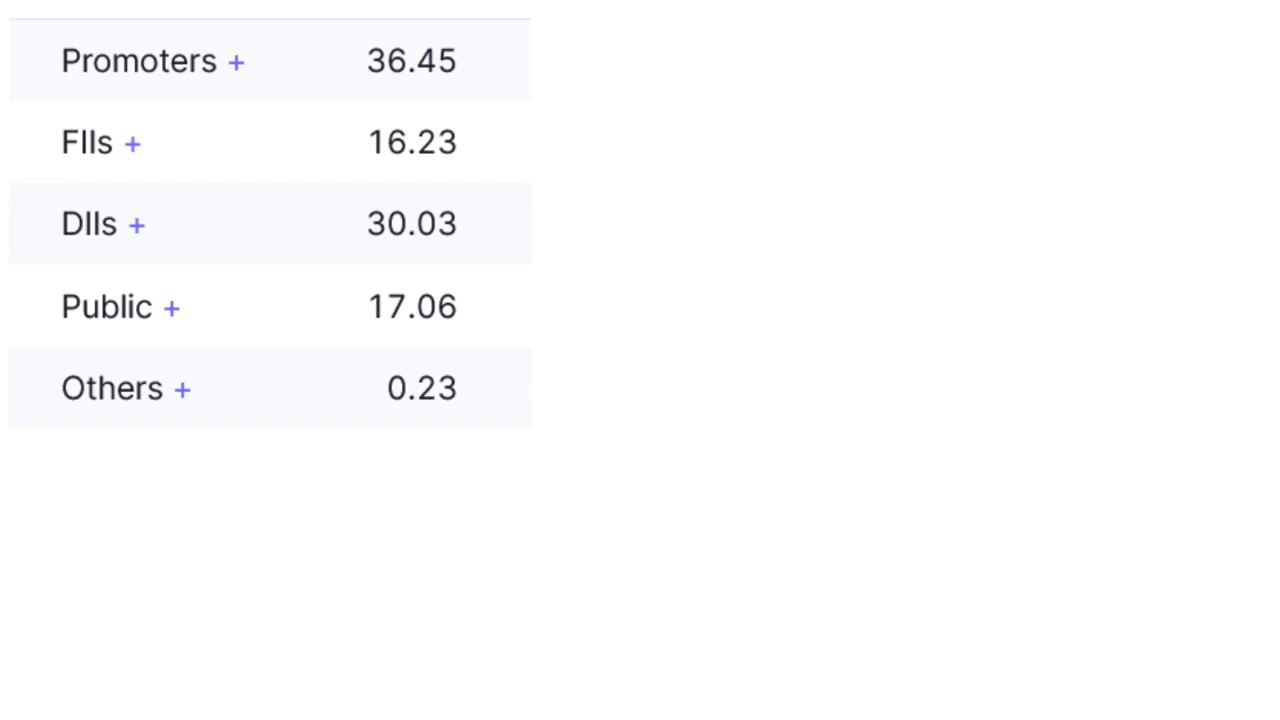 Promoters + 36.45
FIIs + 16.23
DIIs + 30.03
Public + 17.06
Others + 0.23